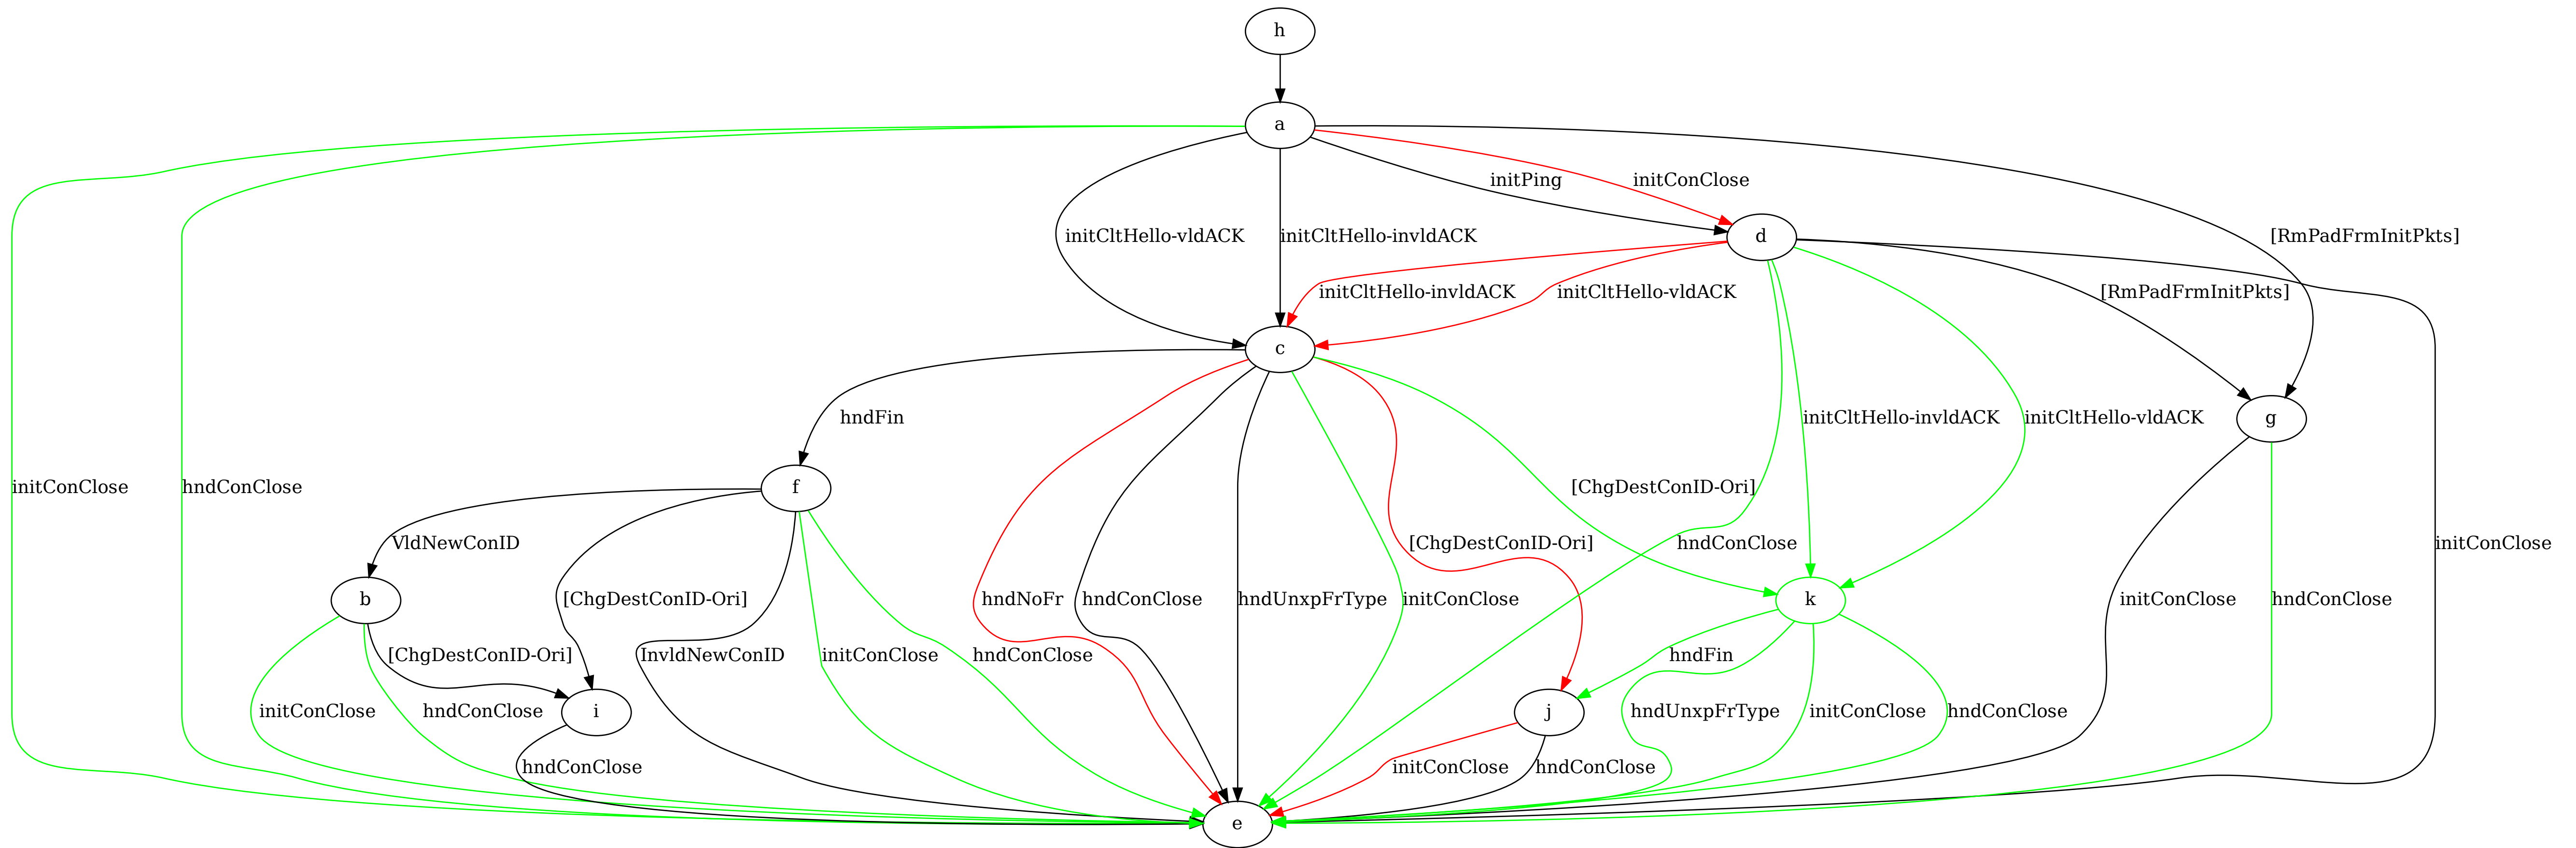 h
a
initPing
initConClose
d
initCltHello-vldACK
initCltHello-invldACK
[RmPadFrmInitPkts]
initCltHello-invldACK
initCltHello-vldACK
[RmPadFrmInitPkts]
c
hndFin
initCltHello-invldACK
initCltHello-vldACK
g
initConClose
hndConClose
f
[ChgDestConID-Ori]
VldNewConID
[ChgDestConID-Ori]
hndConClose
initConClose
b
[ChgDestConID-Ori]
hndNoFr
hndConClose
hndUnxpFrType
initConClose
k
initConClose
hndConClose
[ChgDestConID-Ori]
InvldNewConID
initConClose
hndConClose
hndFin
initConClose
hndConClose
i
j
hndUnxpFrType
initConClose
hndConClose
hndConClose
initConClose
hndConClose
e